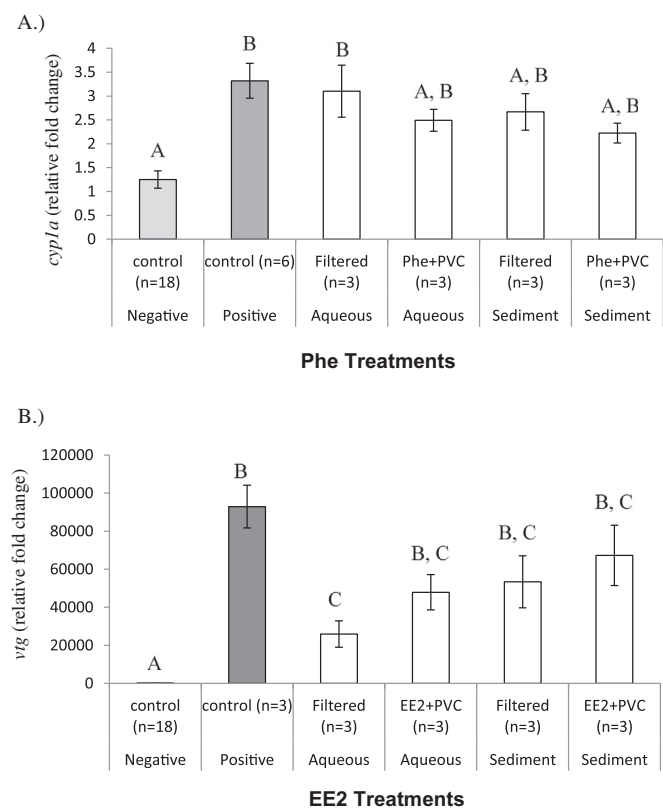 A.)
cyp1a (relative fold change)
4
3.5
3
2.5
2
1.5
1
0.5
0
A
B
B
A, B
A, B
A, B
control (n=18)
control (n=6)
Filtered (n=3)
Phe+PVC (n=3)
Filtered (n=3)
Phe+PVC (n=3)
Negative
Positive
Aqueous
Aqueous
Sediment
Sediment
Phe Treatments
B.)
vtg (relative fold change)
120000
100000
80000
60000
40000
20000
0
A
B
C
B, C
B, C
B, C
control (n=18)
control (n=3)
Filtered (n=3)
EE2+PVC (n=3)
Filtered (n=3)
EE2+PVC (n=3)
Negative
Positive
Aqueous
Aqueous
Sediment
Sediment
EE2 Treatments